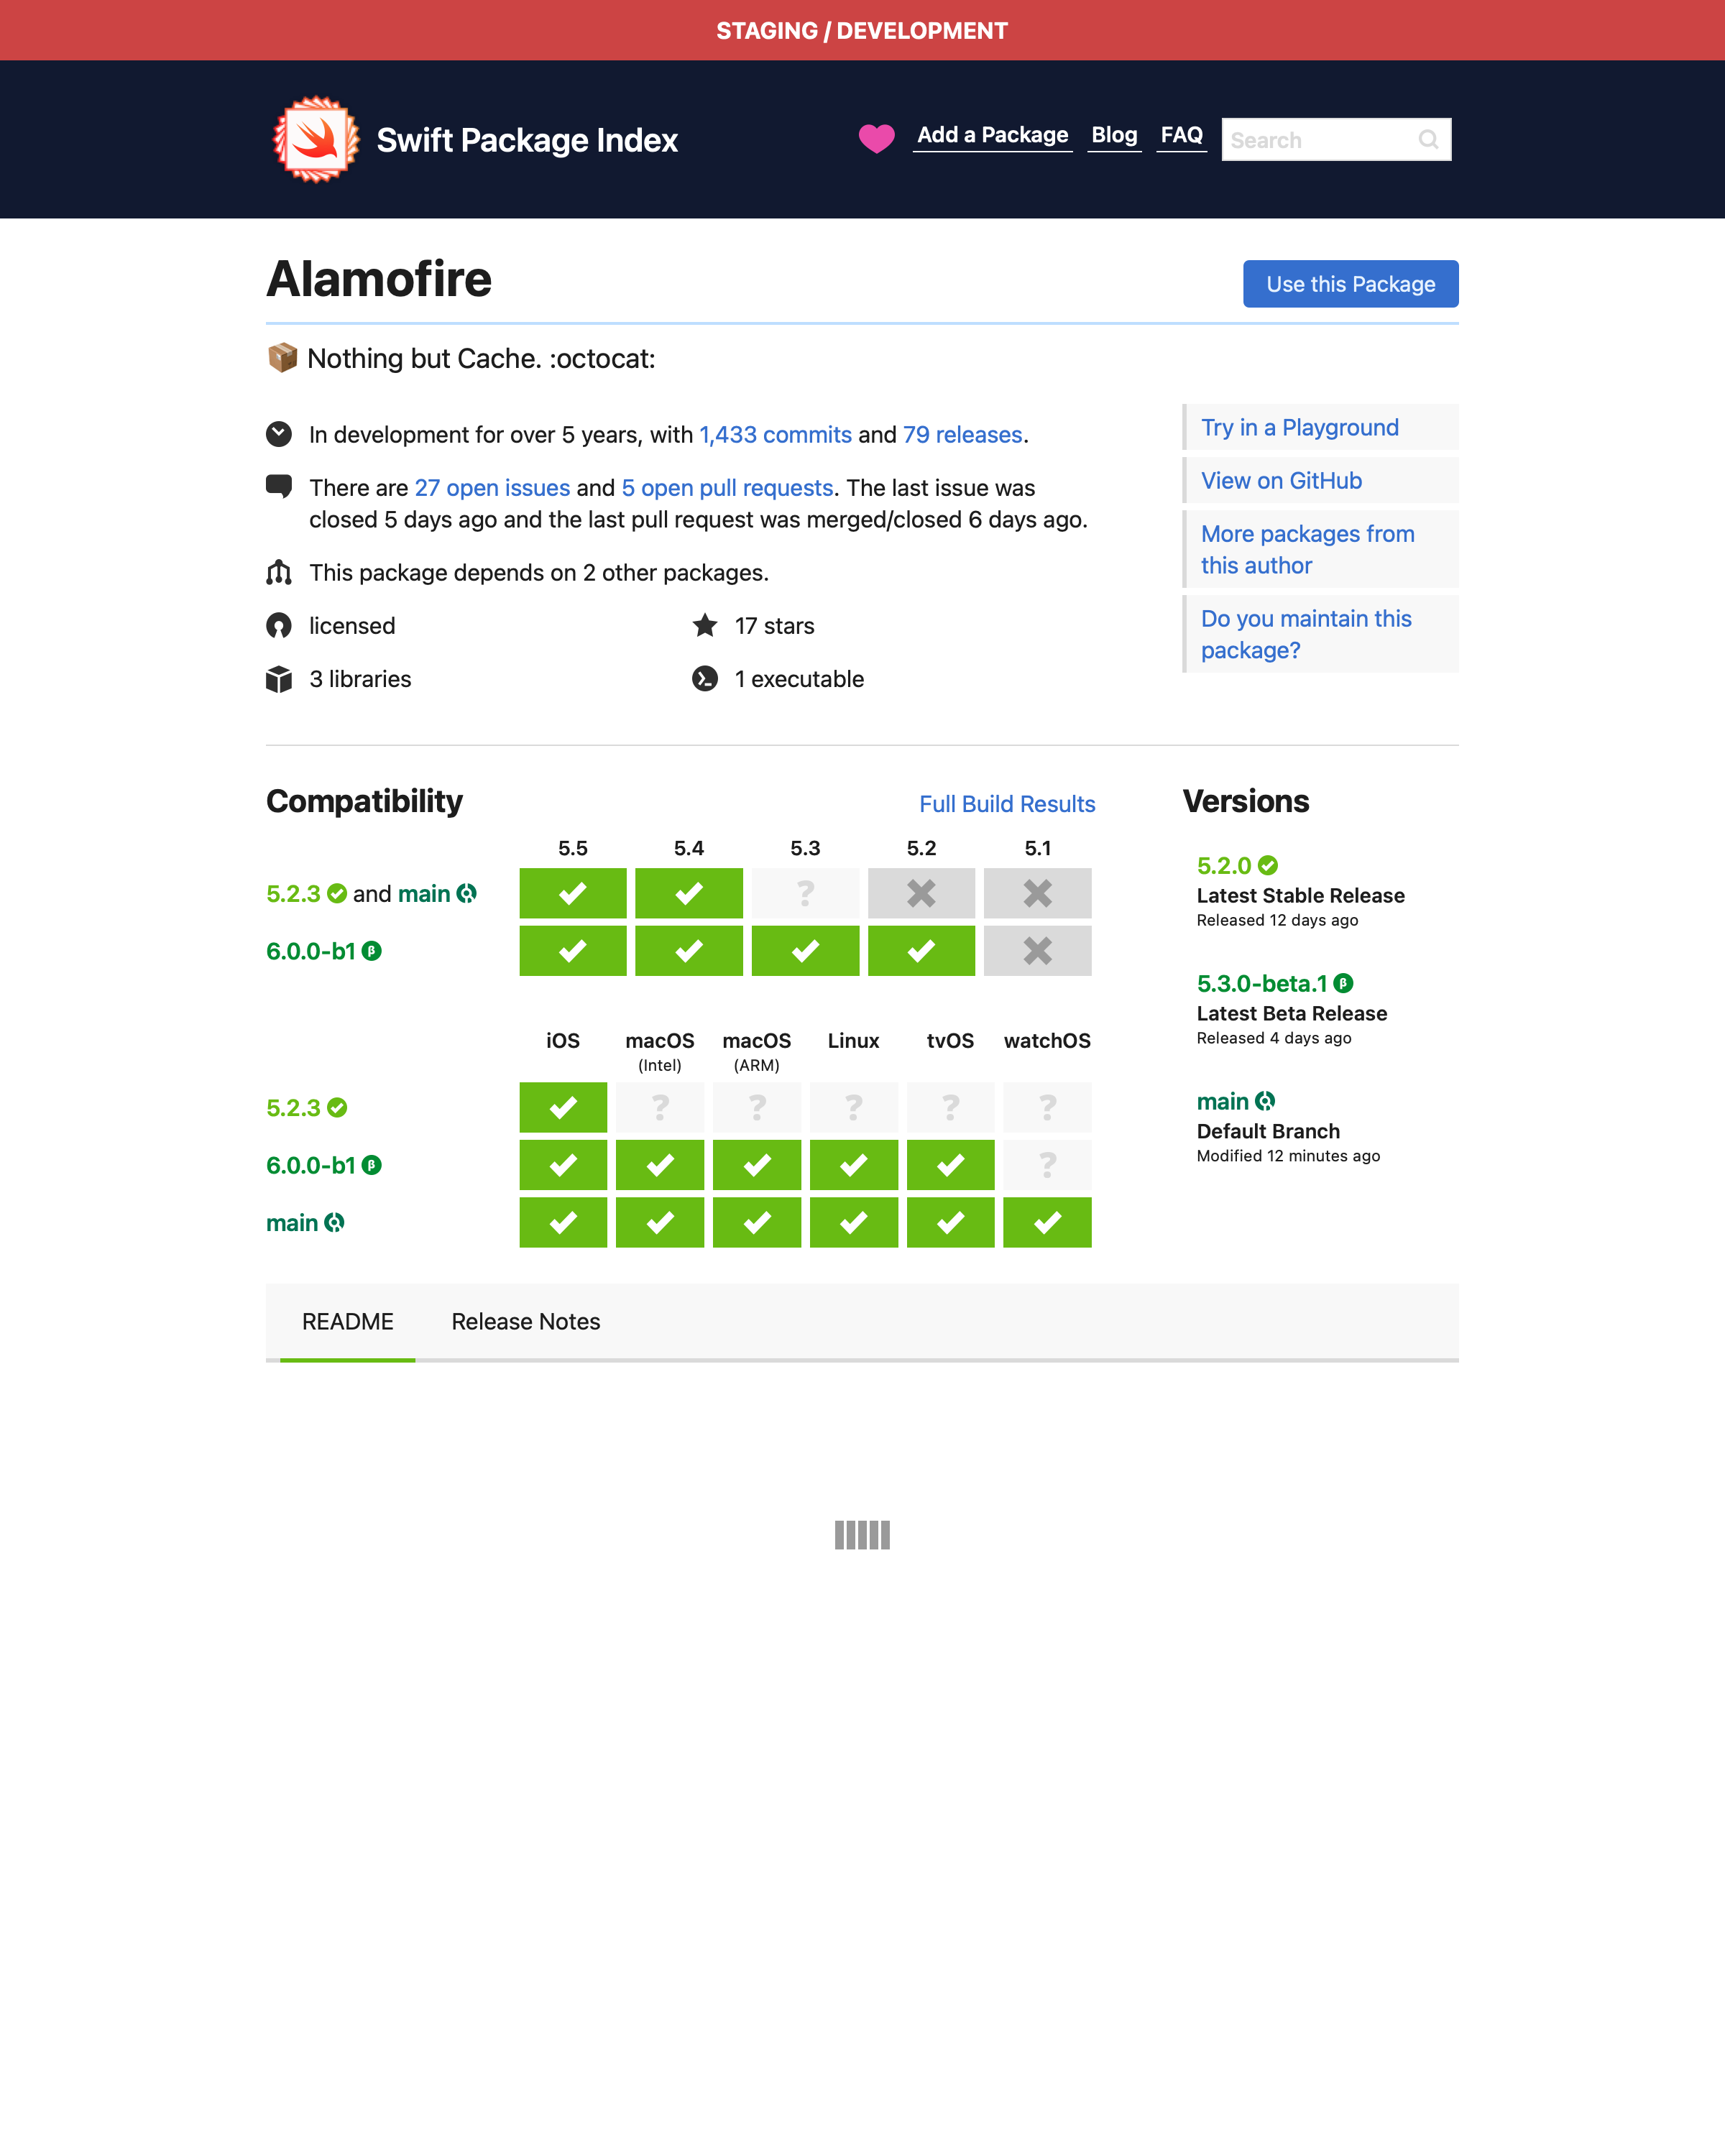 STAGING / DEVELOPMENT
Swift Package Index
Add a Package Blog FAQ Search
Alamofire
Use this Package
📦 Nothing but Cache. :octocat:
In development for over 5 years, with 1,433 commits and 79 releases.
There are 27 open issues and 5 open pull requests. The last issue was
closed 5 days ago and the last pull request was merged/closed 6 days ago.
This package depends on 2 other packages.
licensed
17 stars
3 libraries
1 executable
Try in a Playground
View on GitHub
More packages from
this author
Do you maintain this
package?
Compatibility
Full Build Results
5.5 5.4 5.3 5.2 5.1
5.2.3 and main
?
6.0.0-b1 β
iOS macOS macOS Linux tvOS watchOS
(Intel) (ARM)
5.2.3
? ? ? ? ?
6.0.0-b1 β
?
main
Versions
5.2.0
Latest Stable Release
Released 12 days ago
5.3.0-beta.1 β
Latest Beta Release
Released 4 days ago
main
Default Branch
Modified 12 minutes ago
README Release Notes